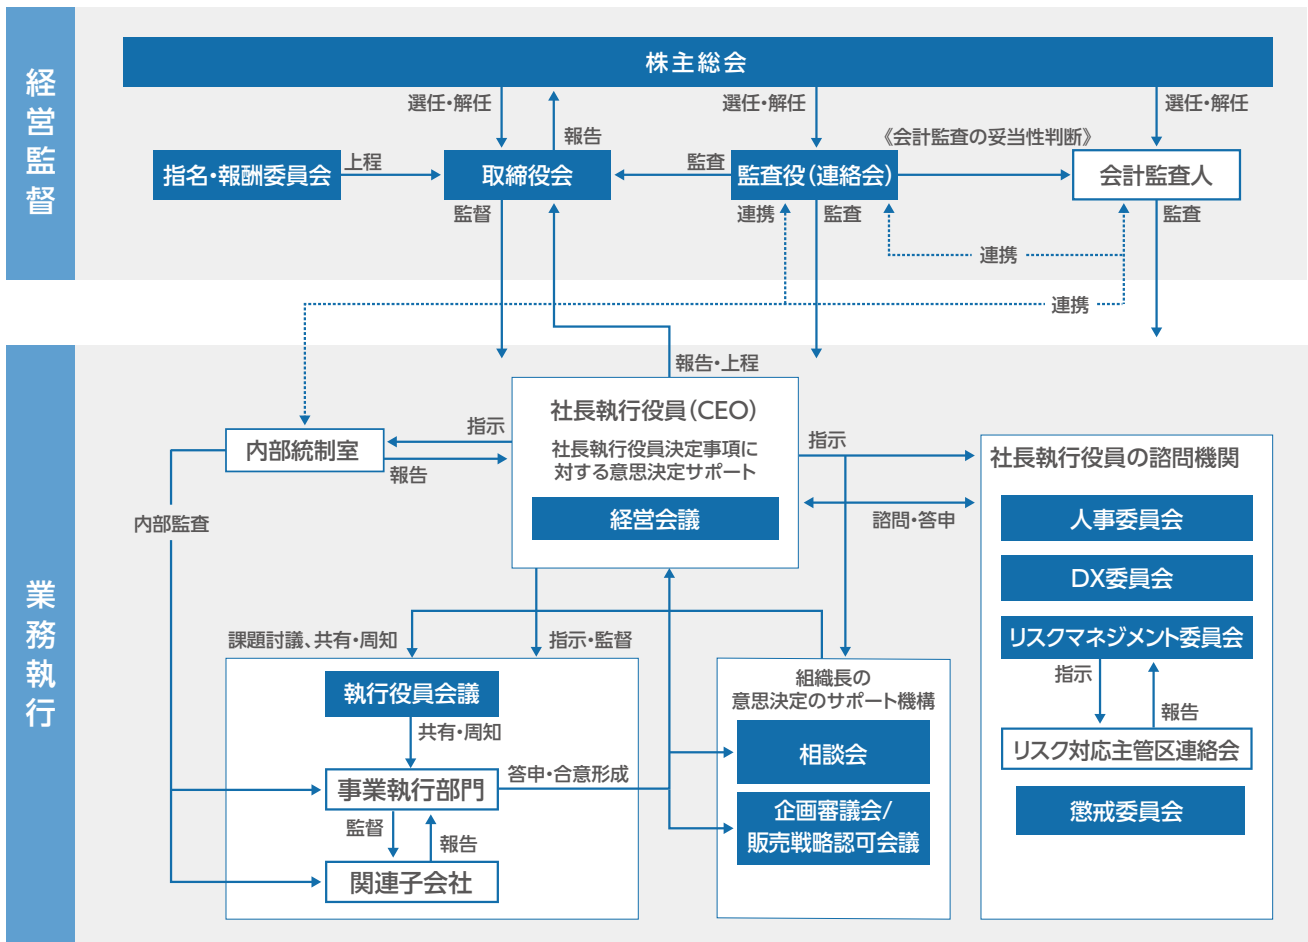 経営監督
株主総会
選任・解任
報告
選任・解任
選任・解任
《会計監査の妥当性判断》
指名・報酬委員会
上程
取締役会
監査
監査役（連絡会）
会計監査人
監督
連携
監査
監査
連携
連携
業務執行
報告・上程
社長執行役員（CEO）
社長執行役員決定事項に
対する意思決定サポート
経営会議
指示
内部統制室
報告
指示
諮問・答申
内部監査
社長執行役員の諮問機関
人事委員会
DX委員会
リスクマネジメント委員会
指示
報告
リスク対応主管区連絡会
懲戒委員会
課題討議、共有・周知
指示・監督
執行役員会議
共有・周知
事業執行部門
答申・合意形成
監督
報告
関連子会社
組織長の
意思決定のサポート機構
相談会
企画審議会/
販売戦略認可会議